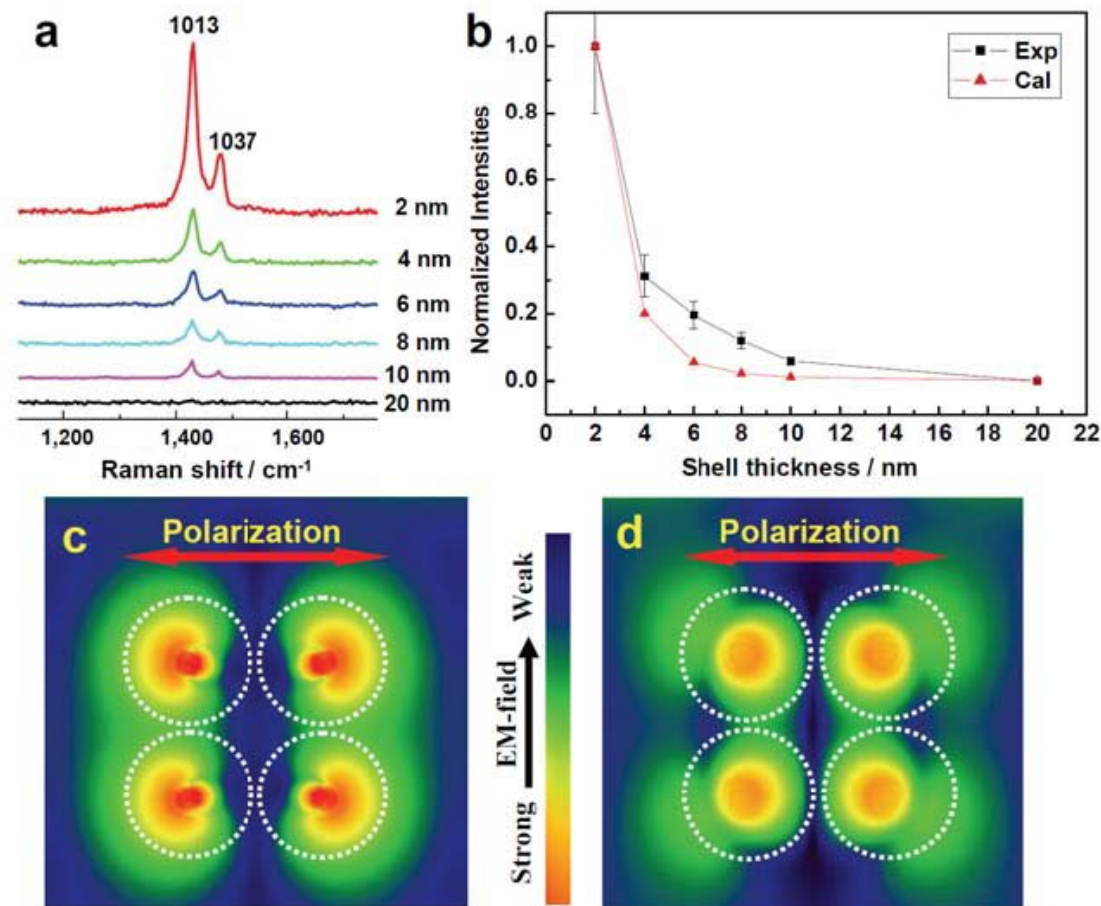 a
1013
1037
2 nm
4 nm
6 nm
8 nm
10 nm
20 nm
1,200
1,400
1,600
Raman shift / cm⁻¹
b
Exp
Cal
1.0
0.8
0.6
0.4
0.2
0.0
Normalized Intensities
0 2 4 6 8 10 12 14 16 18 20 22
Shell thickness / nm
c
Polarization
Strong EM-field Weak
d
Polarization